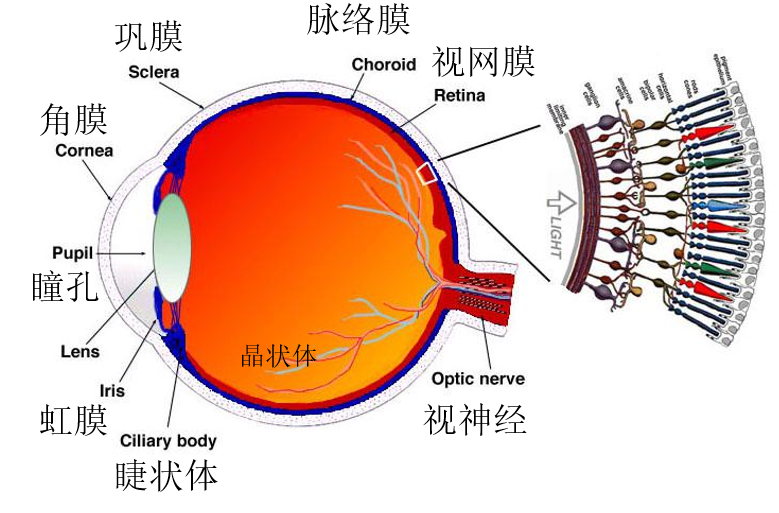 脉络膜
巩膜
Sclera
Choroid
视网膜
Retina
角膜
Cornea
Pupil
瞳孔
Lens
Iris
虹膜
晶状体
Ciliary body
睫状体
Optic nerve
视神经
inner
limiting
membrane
ganglion
cells
amacrine
cells
bipolar
cells
horizontal
cells
rods
cones
pigment
epithelium
LIGHT